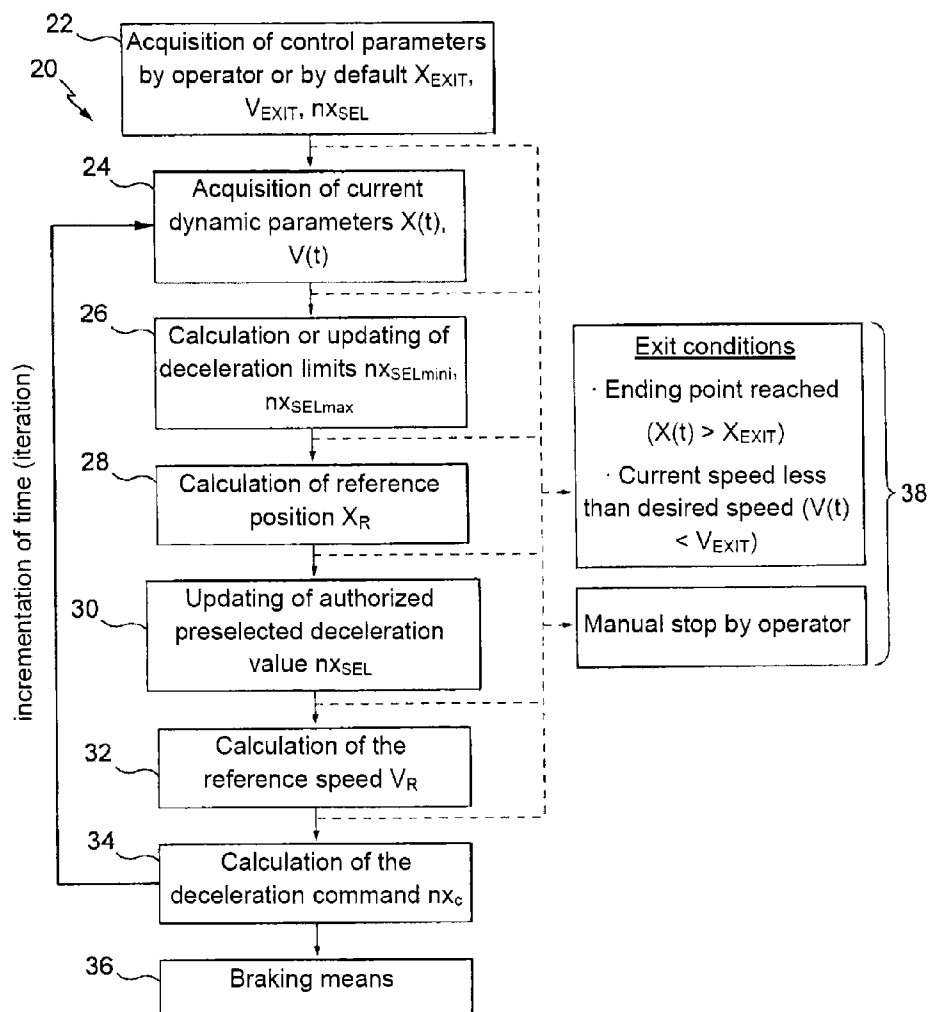 22
Acquisition of control parameters
by operator or by default X_EXIT,
V_EXIT, nx_SEL
20
24
Acquisition of current
dynamic parameters X(t),
V(t)
26
Calculation or updating of
deceleration limits nx_SELmini,
nx_SELmax
28
Calculation of reference
position X_R
30
Updating of authorized
preselected deceleration
value nx_SEL
32
Calculation of the
reference speed V_R
34
Calculation of the
deceleration command nx_c
36
Braking means
incrementation of time (iteration)
Exit conditions
· Ending point reached
(X(t) > X_EXIT)
· Current speed less
than desired speed (V(t)
< V_EXIT)
Manual stop by operator
38